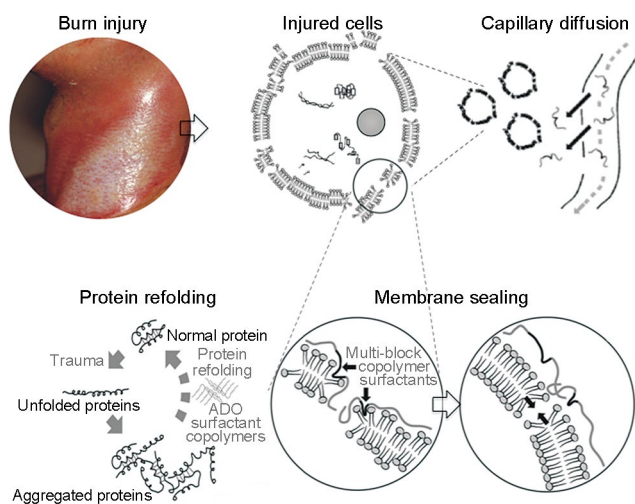 Burn injury
Injured cells
Capillary diffusion
Protein refolding
Membrane sealing
Normal protein
Trauma
Protein
refolding
Unfolded proteins
ADO
surfactant
copolymers
Aggregated proteins
Multi-block
copolymer
surfactants